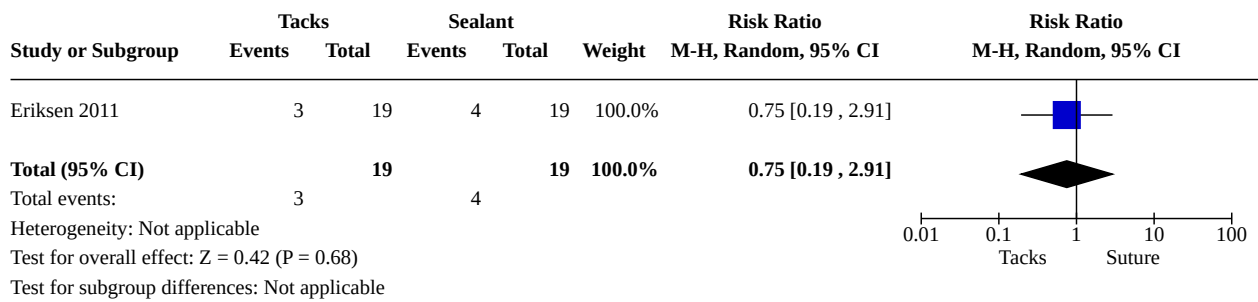 Tacks Sealant Risk Ratio Risk Ratio
Study or Subgroup Events Total Events Total Weight M-H, Random, 95% CI M-H, Random, 95% CI
Eriksen 2011 3 19 4 19 100.0% 0.75 [0.19 , 2.91]
Total (95% CI) 19 19 100.0% 0.75 [0.19 , 2.91]
Total events: 3 4
Heterogeneity: Not applicable
0.01 0.1 1 10 100
Test for overall effect: Z = 0.42 (P = 0.68) Tacks Suture
Test for subgroup differences: Not applicable